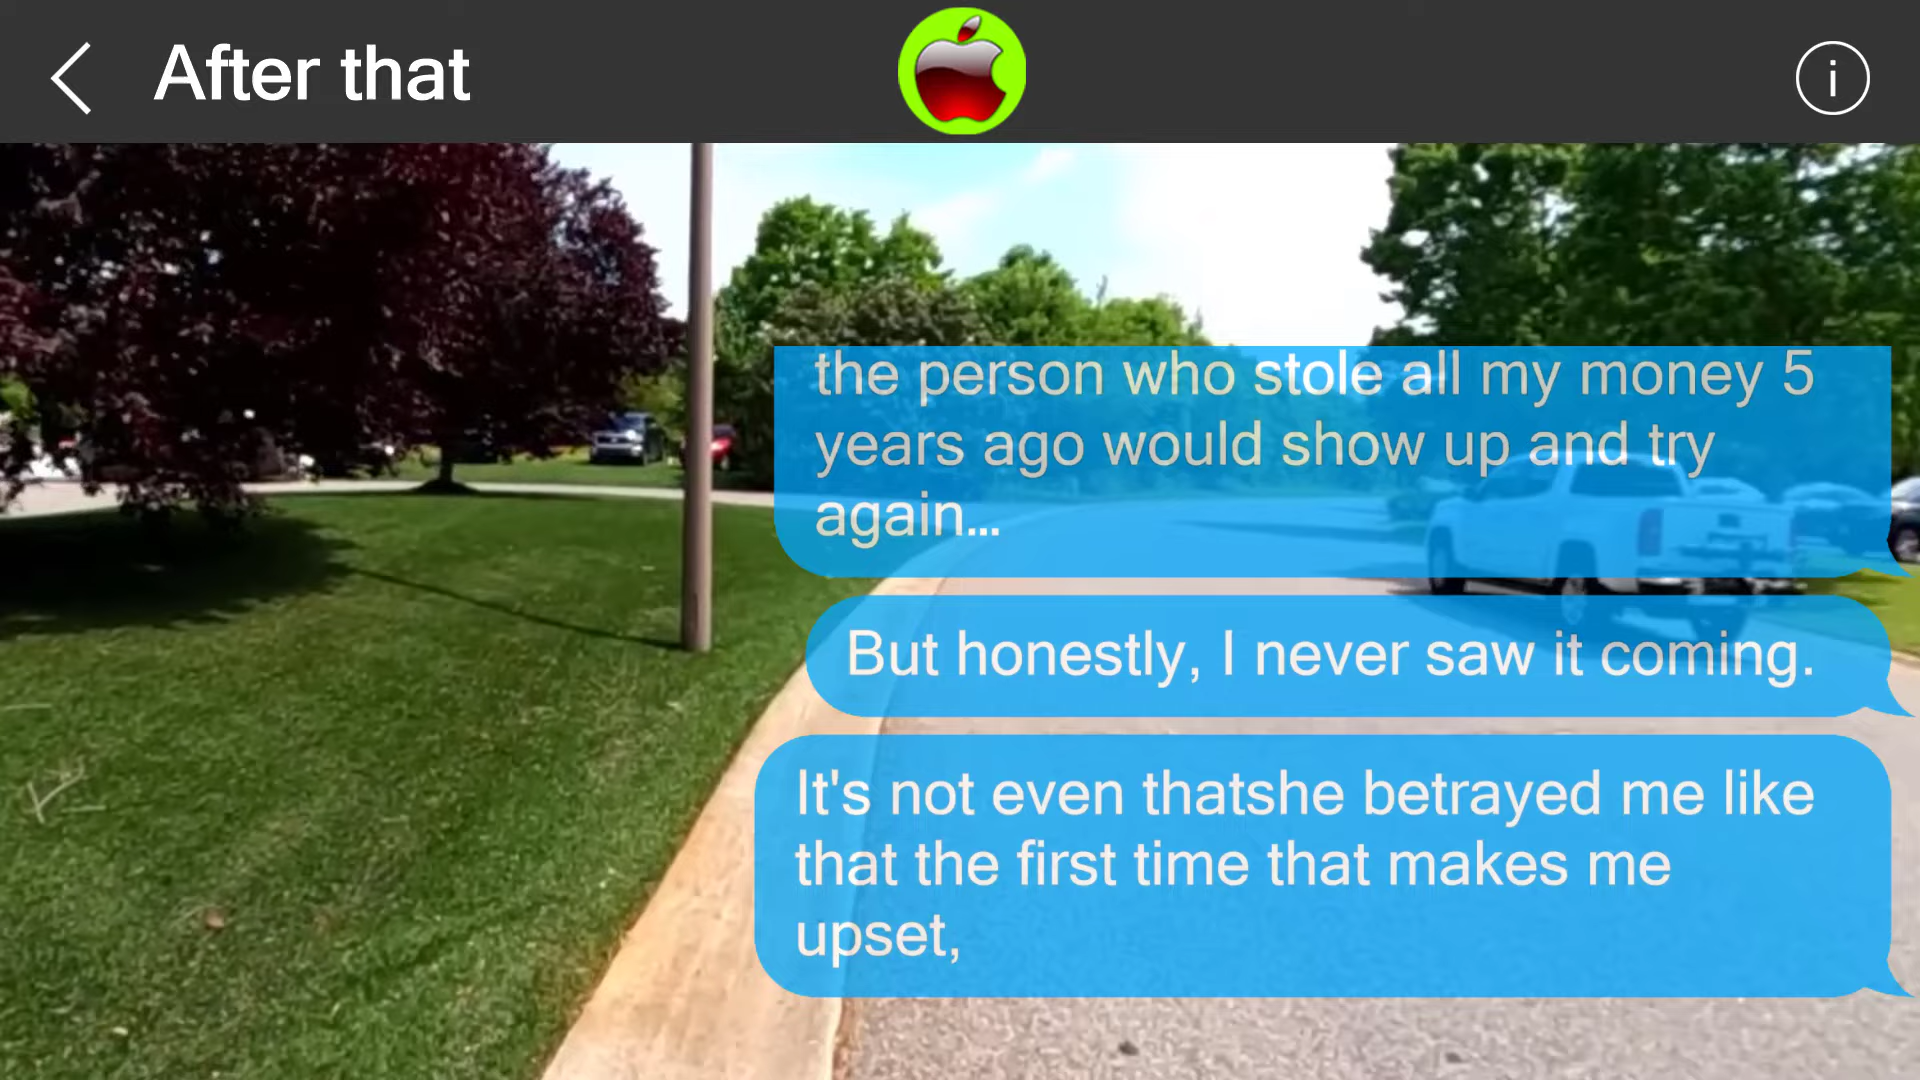 After that
the person who stole all my money 5
years ago would show up and try
again...
But honestly, I never saw it coming.
It's not even thatshe betrayed me like
that the first time that makes me
upset,